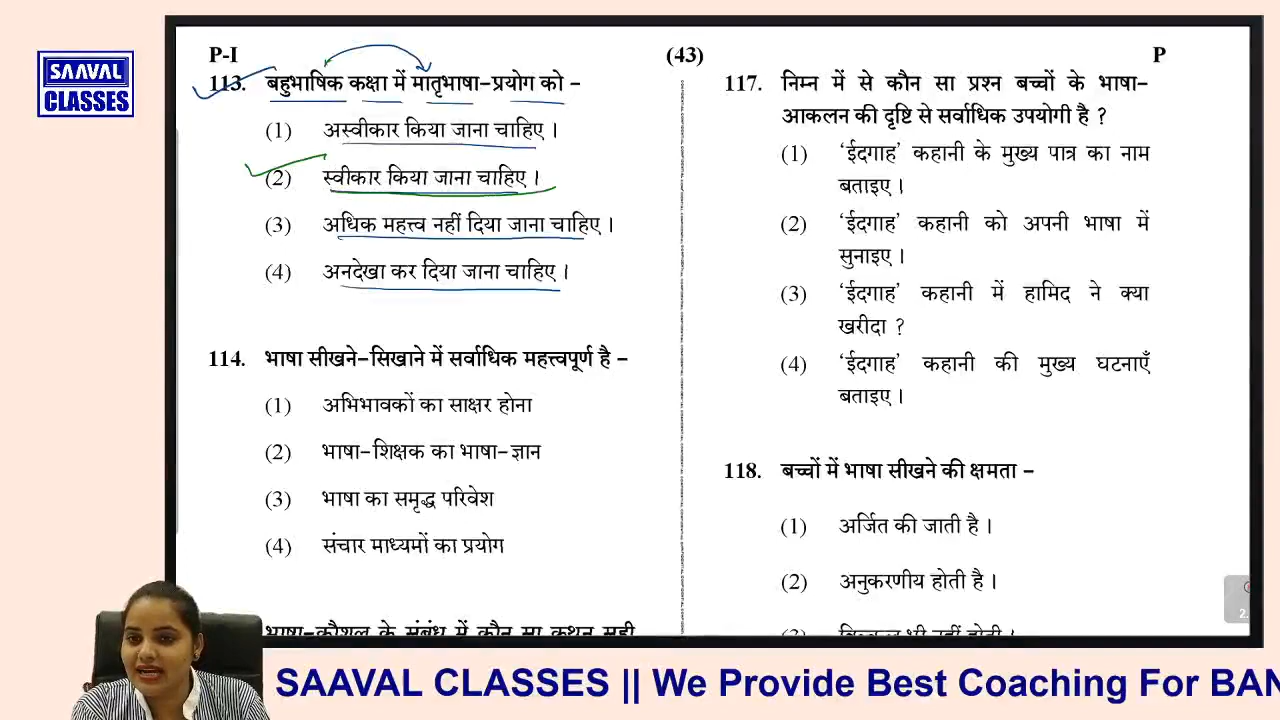 SAAVAL
CLASSES
P-I
(43)
P
113. बहुभाषिक कक्षा में मातृभाषा-प्रयोग को -
(1) अस्वीकार किया जाना चाहिए ।
(2) स्वीकार किया जाना चाहिए ।
(3) अधिक महत्त्व नहीं दिया जाना चाहिए ।
(4) अनदेखा कर दिया जाना चाहिए ।
114. भाषा सीखने-सिखाने में सर्वाधिक महत्त्वपूर्ण है -
(1) अभिभावकों का साक्षर होना
(2) भाषा-शिक्षक का भाषा-ज्ञान
(3) भाषा का समृद्ध परिवेश
(4) संचार माध्यमों का प्रयोग
भाषा-कौशल के संबंध में कौन सा कथन सही
117. निम्न में से कौन सा प्रश्न बच्चों के भाषा-
आकलन की दृष्टि से सर्वाधिक उपयोगी है ?
(1) ‘ईदगाह’ कहानी के मुख्य पात्र का नाम
बताइए ।
(2) ‘ईदगाह’ कहानी को अपनी भाषा में
सुनाइए ।
(3) ‘ईदगाह’ कहानी में हामिद ने क्या
खरीदा ?
(4) ‘ईदगाह’ कहानी की मुख्य घटनाएँ
बताइए ।
118. बच्चों में भाषा सीखने की क्षमता -
(1) अर्जित की जाती है ।
(2) अनुकरणीय होती है ।
SAAVAL CLASSES || We Provide Best Coaching For BAN